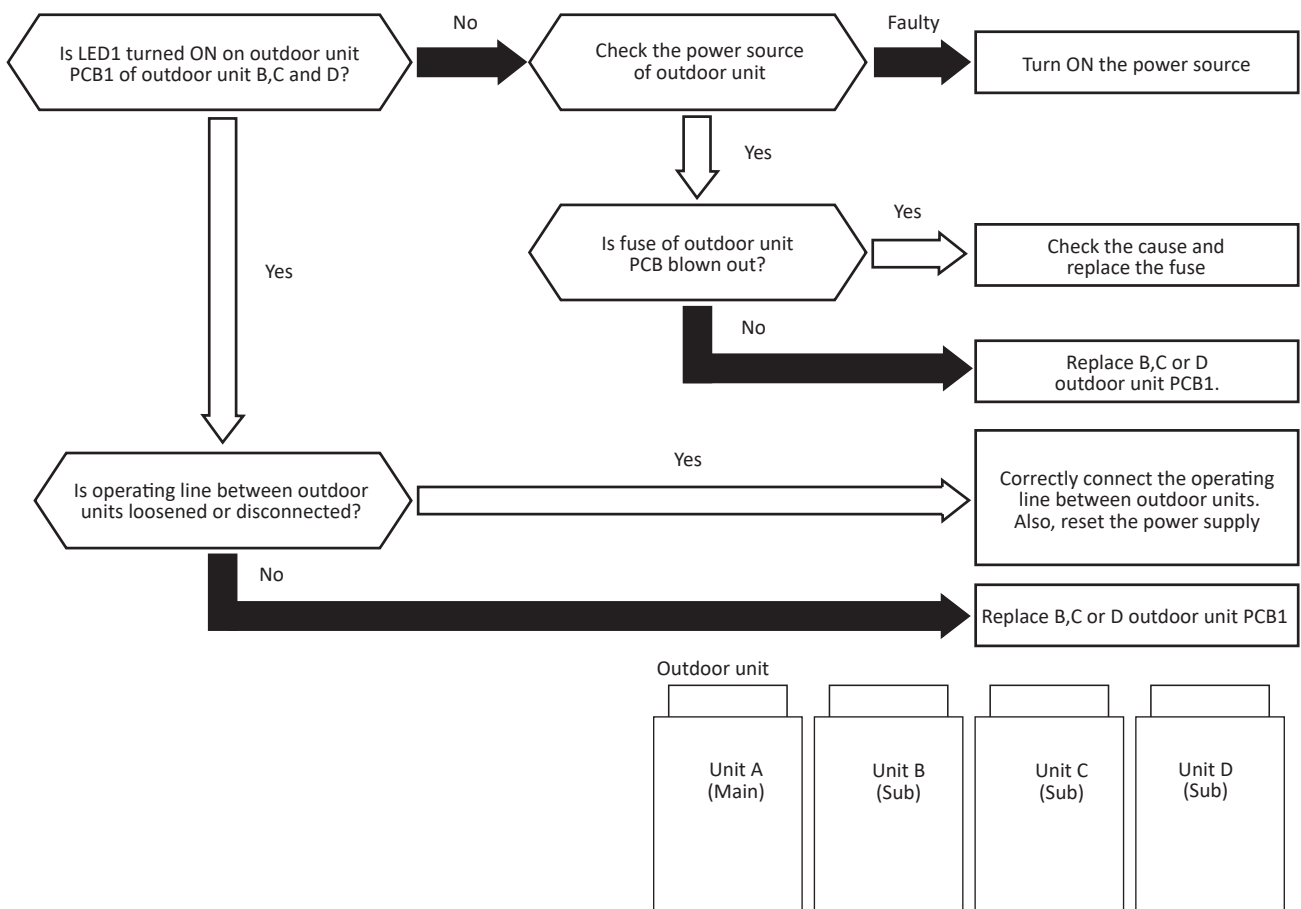 No
Faulty
Is LED1 turned ON on outdoor unit
PCB1 of outdoor unit B,C and D?
Check the power source
of outdoor unit
Turn ON the power source
Yes
Yes
Is fuse of outdoor unit
PCB blown out?
Yes
Check the cause and
replace the fuse
No
Replace B,C or D
outdoor unit PCB1.
Is operating line between outdoor
units loosened or disconnected?
Yes
Correctly connect the operating
line between outdoor units.
Also, reset the power supply
No
Replace B,C or D outdoor unit PCB1
Outdoor unit
Unit A
(Main)
Unit B
(Sub)
Unit C
(Sub)
Unit D
(Sub)